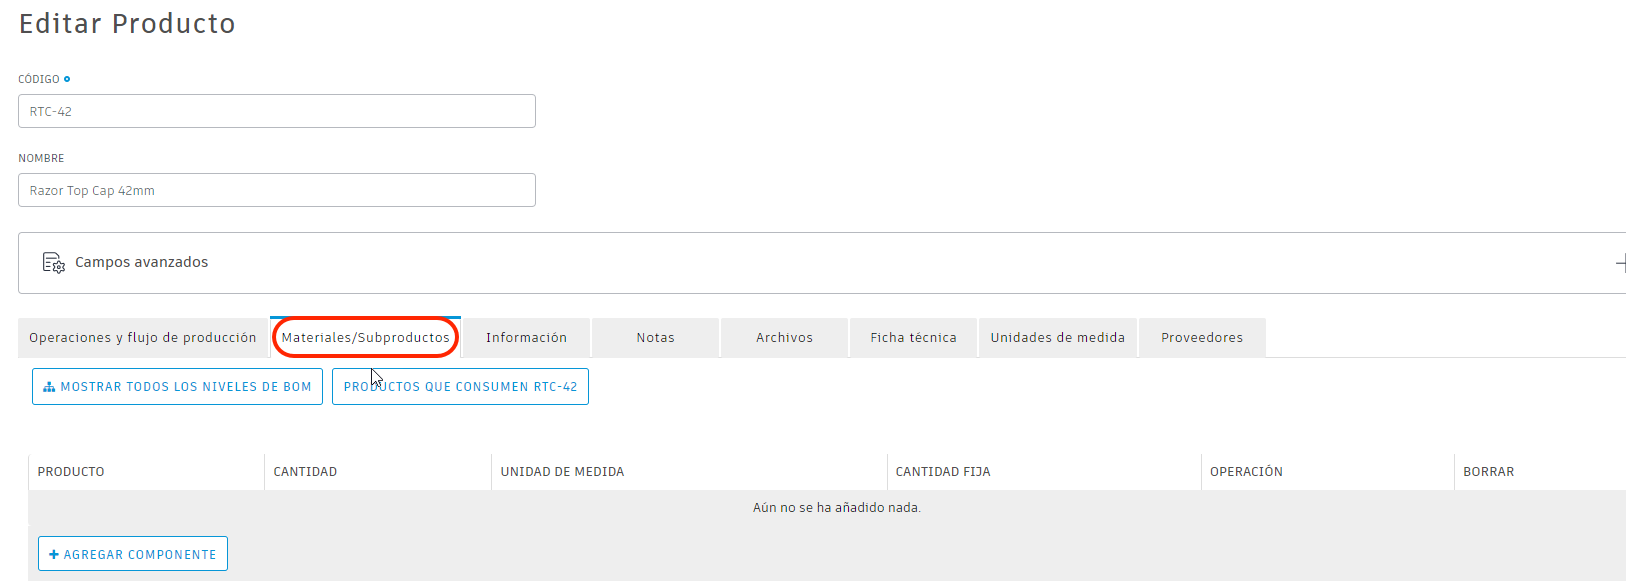 Editar Producto
CÓDIGO
RTC-42
NOMBRE
Razor Top Cap 42mm
Campos avanzados
Operaciones y flujo de producción Materiales/Subproductos Información Notas Archivos Ficha técnica Unidades de medida Proveedores
MOSTRAR TODOS LOS NIVELES DE BOM PRODUCTOS QUE CONSUMEN RTC-42
PRODUCTO CANTIDAD UNIDAD DE MEDIDA CANTIDAD FIJA OPERACIÓN BORRAR
Aún no se ha añadido nada.
+ AGREGAR COMPONENTE